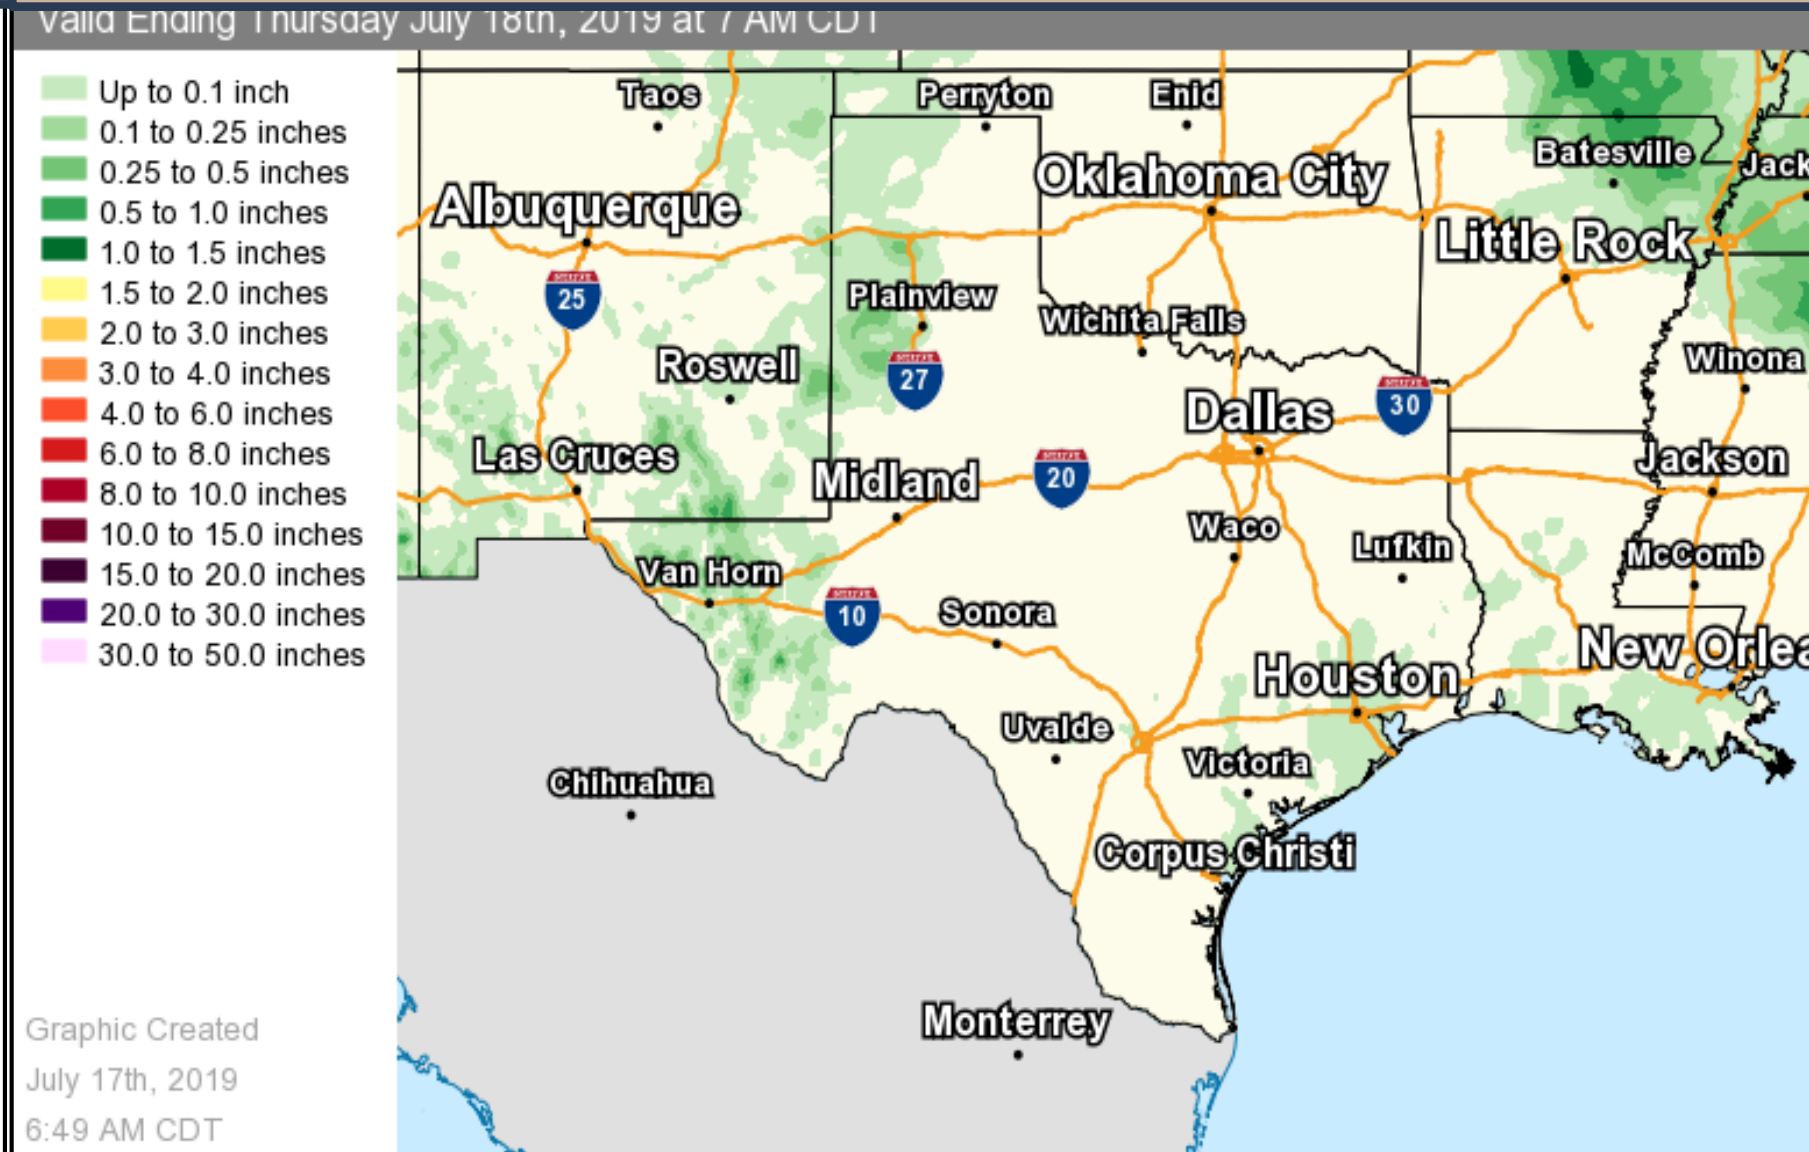 Valid Ending Thursday July 18th, 2019 at 7 AM CDT
Up to 0.1 inch
0.1 to 0.25 inches
0.25 to 0.5 inches
0.5 to 1.0 inches
1.0 to 1.5 inches
1.5 to 2.0 inches
2.0 to 3.0 inches
3.0 to 4.0 inches
4.0 to 6.0 inches
6.0 to 8.0 inches
8.0 to 10.0 inches
10.0 to 15.0 inches
15.0 to 20.0 inches
20.0 to 30.0 inches
30.0 to 50.0 inches
Graphic Created
July 17th, 2019
6:49 AM CDT
Taos
Perryton
Enid
Batesville
Jack
Oklahoma City
Albuquerque
Little Rock
25
Plainview
Wichita Falls
Roswell
27
Winona
30
Dallas
Las Cruces
Midland
20
Jackson
Waco
Lufkin
McComb
Van Horn
10
Sonora
New Orlea
Houston
Uvalde
Victoria
Chihuahua
Corpus Christi
Monterrey